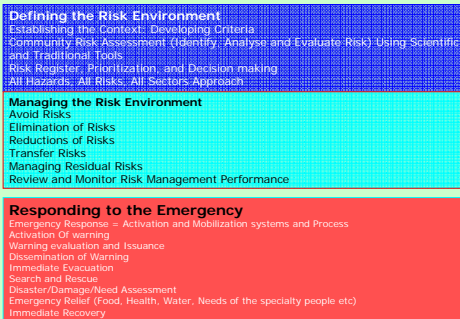 Defining the Risk Environment
Establishing the Context: Developing Criteria
Community Risk Assessment (Identify, Analyse and Evaluate Risk) Using Scientific
and Traditional Tools
Risk Register, Prioritization, and Decision making
All Hazards, All Risks, All Sectors Approach
Managing the Risk Environment
Avoid Risks
Elimination of Risks
Reductions of Risks
Transfer Risks
Managing Residual Risks
Review and Monitor Risk Management Performance
Responding to the Emergency
Emergency Response = Activation and Mobilization systems and Process
Activation Of warning
Warning evaluation and Issuance
Dissemination of Warning
Immediate Evacuation
Search and Rescue
Disaster/Damage/Need Assessment
Emergency Relief (Food, Health, Water, Needs of the specialty people etc)
Immediate Recovery